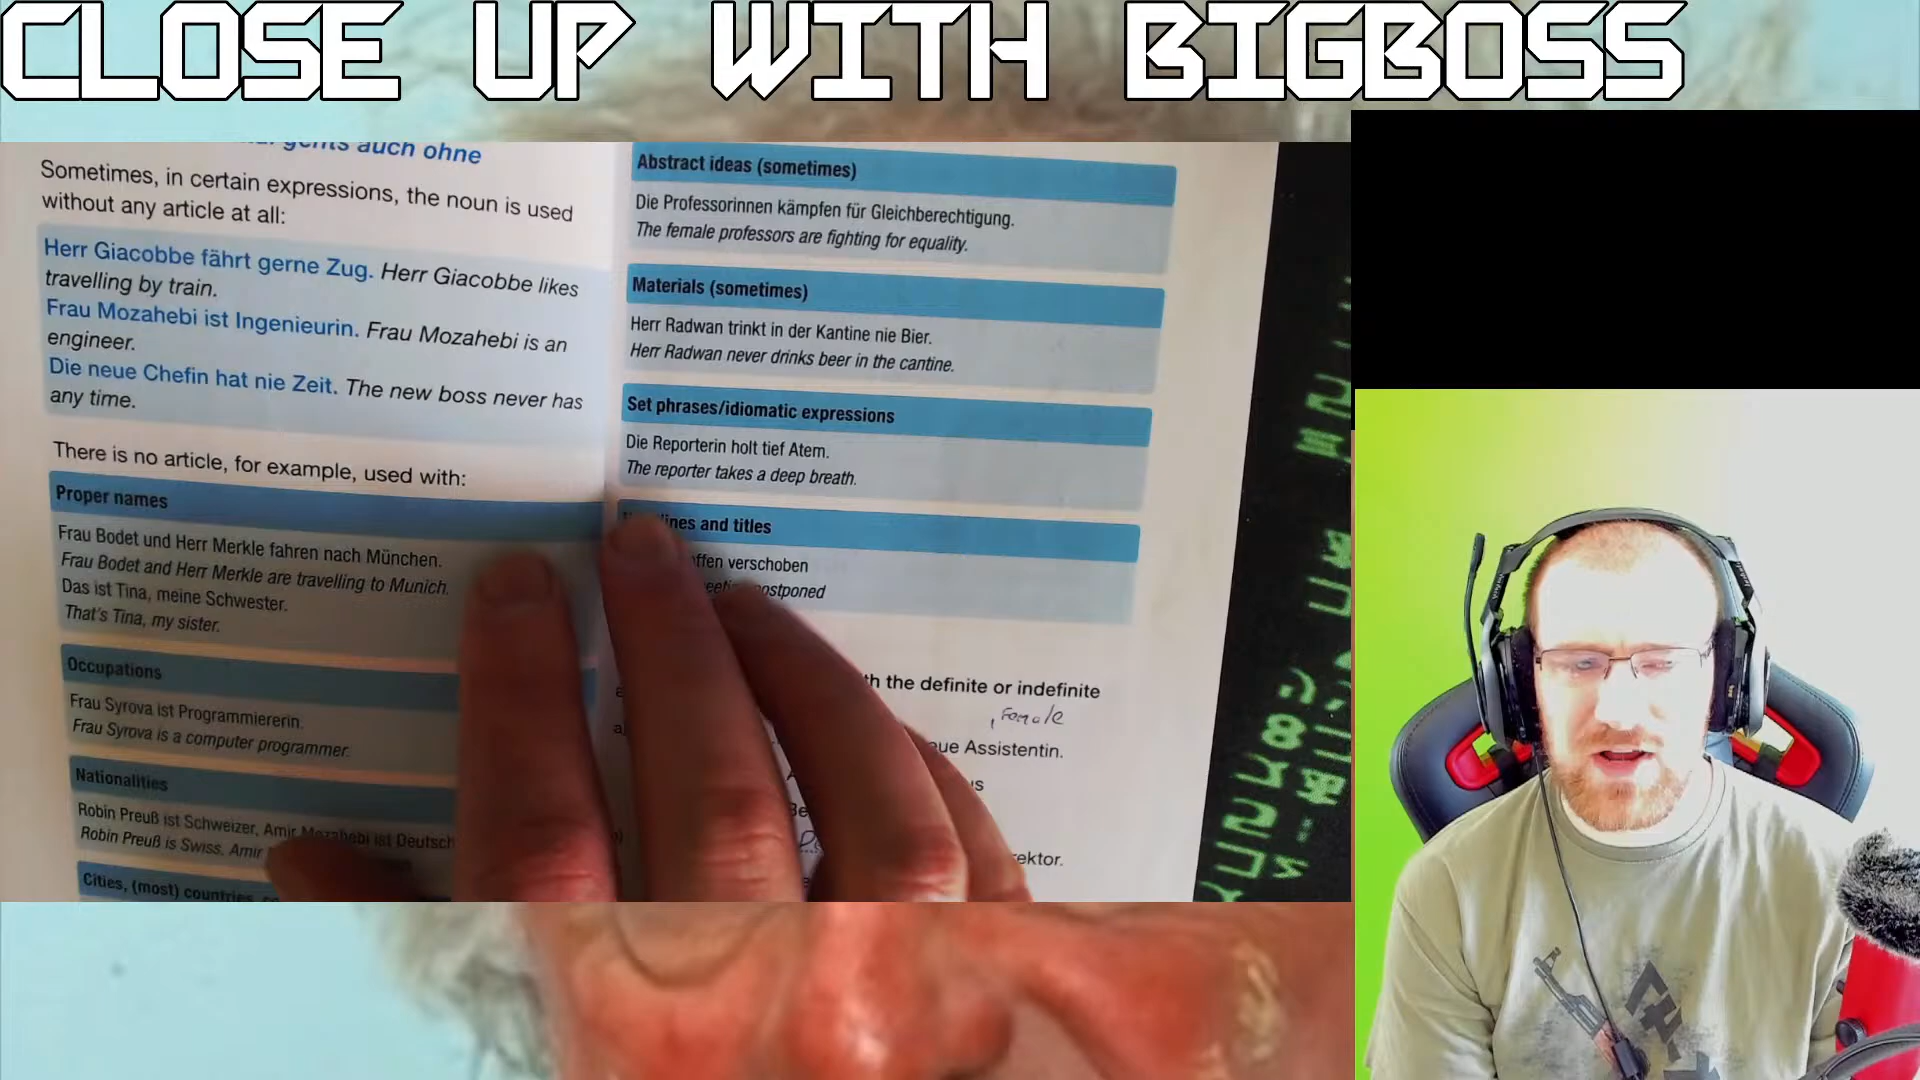 CLOSE UP WITH BIGBOSS
auch ohne
Sometimes, in certain expressions, the noun is used
without any article at all:
Herr Giacobbe fährt gerne Zug. Herr Giacobbe likes
travelling by train.
Frau Mozahebi ist Ingenieurin. Frau Mozahebi is an
engineer.
Die neue Chefin hat nie Zeit. The new boss never has
any time.
There is no article, for example, used with:
Proper names
Frau Bodet und Herr Merkle fahren nach München.
Frau Bodet and Herr Merkle are travelling to Munich.
Das ist Tina, meine Schwester.
That's Tina, my sister.
Occupations
Frau Syrova ist Programmiererin.
Frau Syrova is a computer programmer.
Nationalities
Robin Preuß ist Schweizer, Amir Mozahebi ist Deutsch
Robin Preuß is Swiss, Amir
Cities, (most) countries,
Abstract ideas (sometimes)
Die Professorinnen kämpfen für Gleichberechtigung.
The female professors are fighting for equality.
Materials (sometimes)
Herr Radwan trinkt in der Kantine nie Bier.
Herr Radwan never drinks beer in the cantine.
Set phrases/idiomatic expressions
Die Reporterin holt tief Atem.
The reporter takes a deep breath.
and titles
verschoben
postponed
the definite or indefinite
, Female
Assistentin.